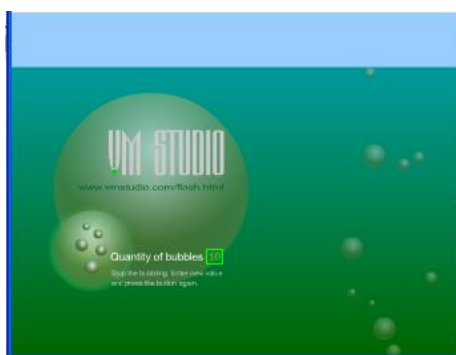 VM STUDIO
www.vmstudio.com/flash.html
Quantity of bubbles 10
Stop the bubbling. Enter new value
and press the button again.